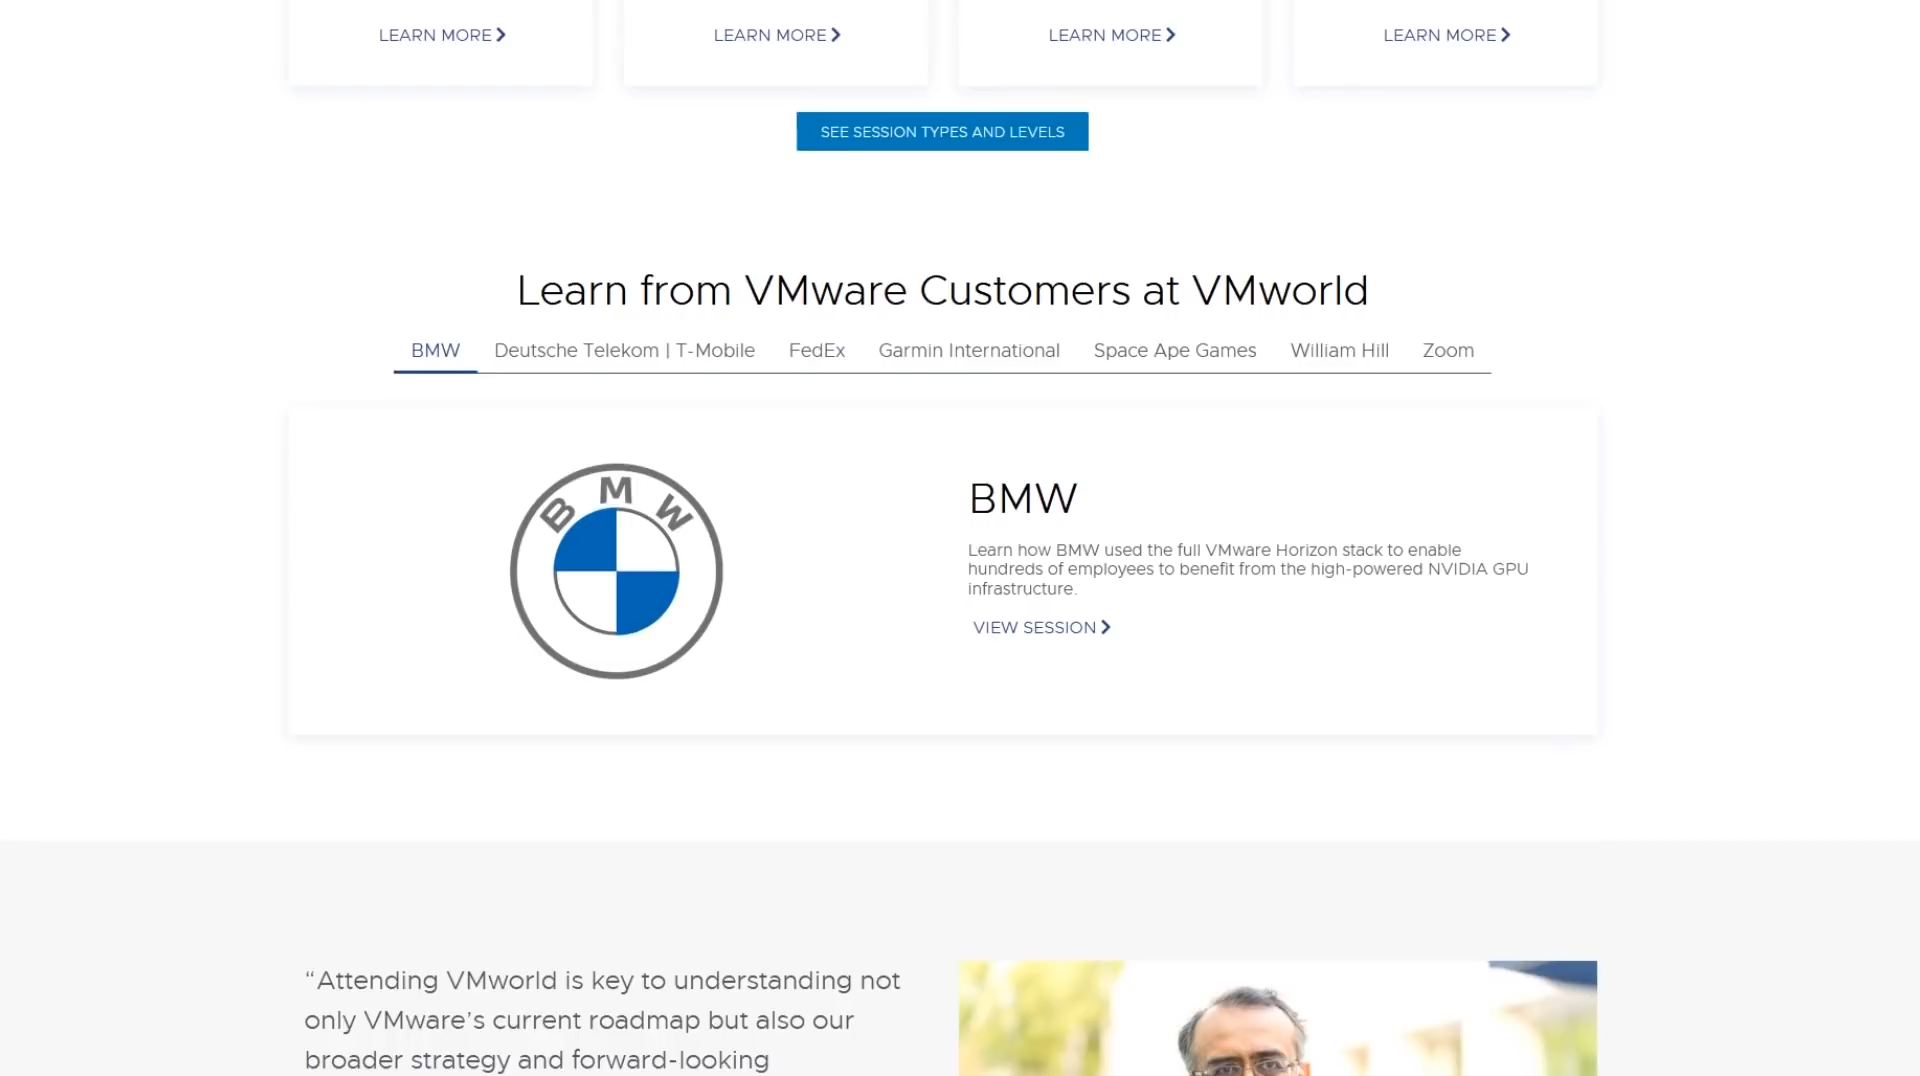 LEARN MORE LEARN MORE LEARN MORE LEARN MORE
SEE SESSION TYPES AND LEVELS
Learn from VMware Customers at VMworld
BMW Deutsche Telekom | T-Mobile FedEx Garmin International Space Ape Games William Hill Zoom
BMW
BMW
Learn how BMW used the full VMware Horizon stack to enable
hundreds of employees to benefit from the high-powered NVIDIA GPU
infrastructure.
VIEW SESSION
“Attending VMworld is key to understanding not
only VMware’s current roadmap but also our
broader strategy and forward-looking